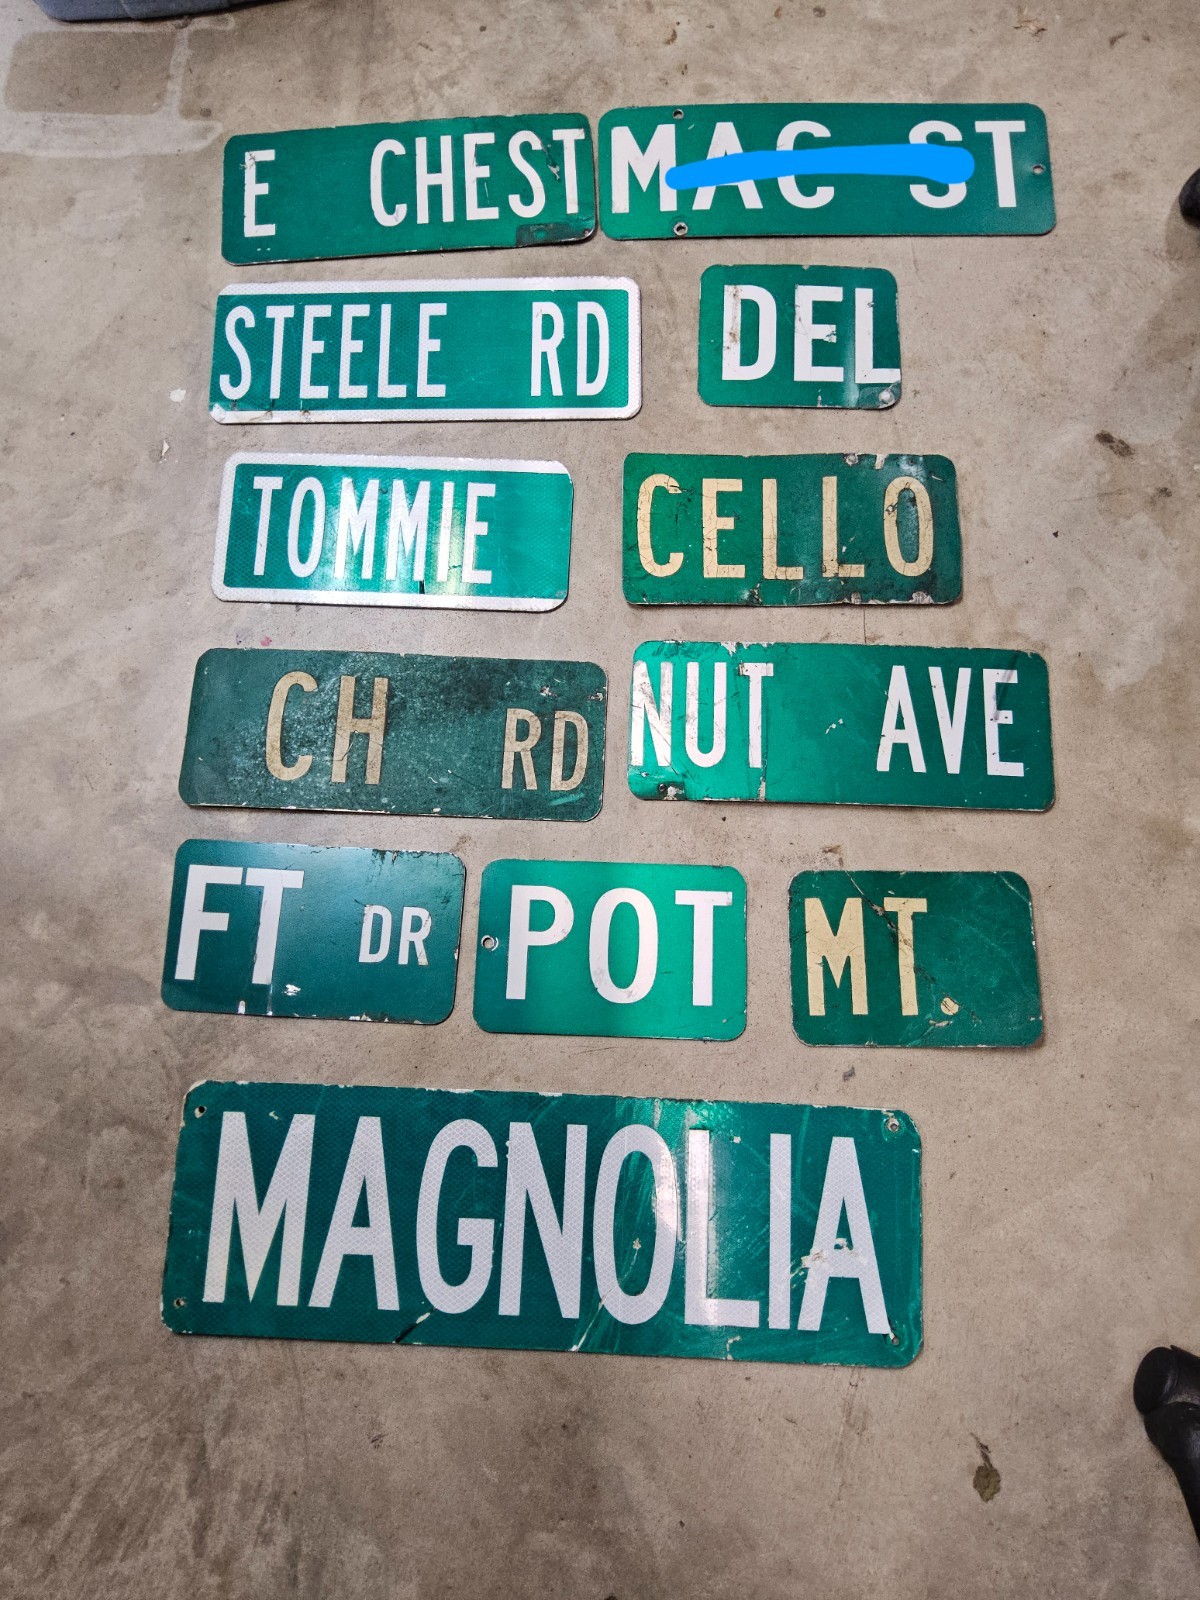 E CHEST
MAC ST
STEELE RD
DEL
TOMMIE
CELLO
CH RD
NUT AVE
FT DR
POT
MT.
MAGNOLIA